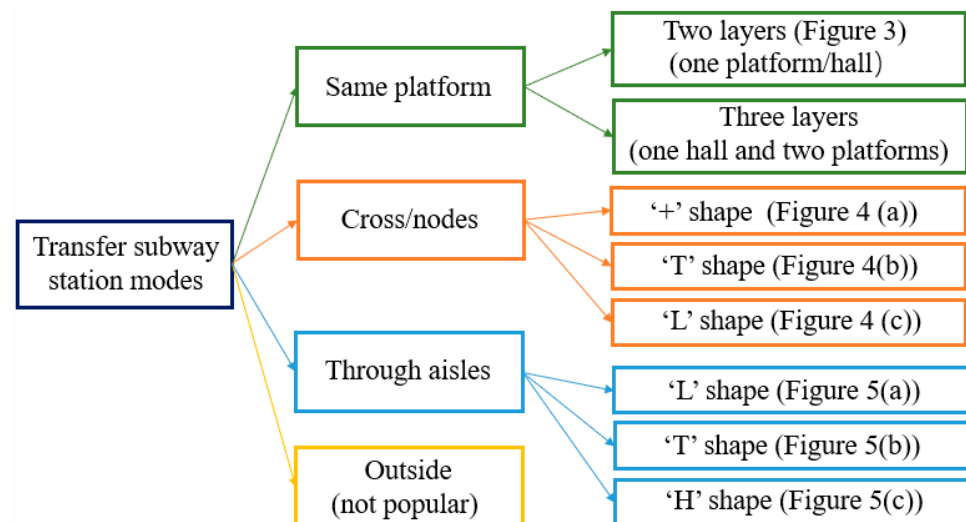 Transfer subway
station modes
Same platform
Two layers (Figure 3)
(one platform/hall)
Three layers
(one hall and two platforms)
Cross/nodes
‘+’ shape (Figure 4 (a))
‘T’ shape (Figure 4(b))
‘L’ shape (Figure 4 (c))
Through aisles
‘L’ shape (Figure 5(a))
‘T’ shape (Figure 5(b))
‘H’ shape (Figure 5(c))
Outside
(not popular)